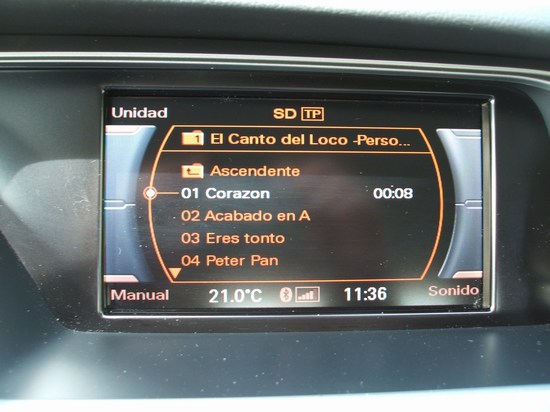 Unidad SD TP
1 El Canto del Loco -Perso...
Ascendente
01 Corazon 00:08
02 Acabado en A
03 Eres tonto
04 Peter Pan
Manual 21.0°C 11:36 Sonido